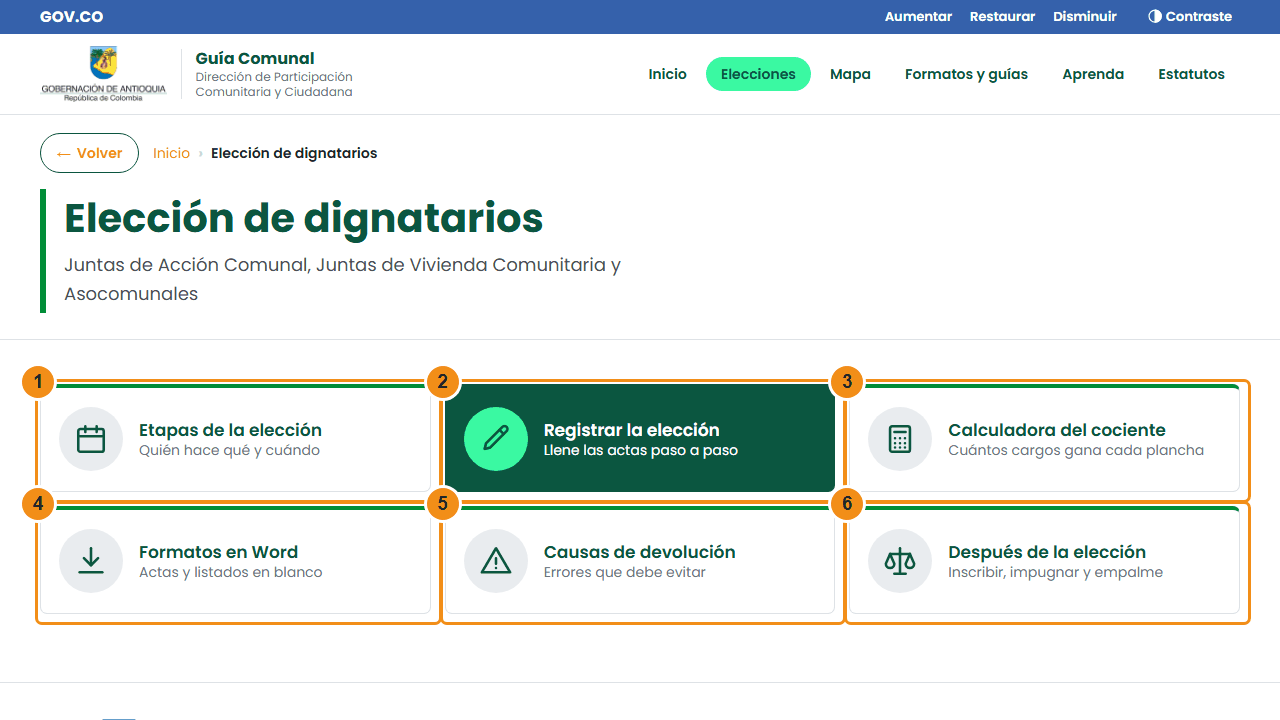 GOV.CO
Aumentar Restaurar Disminuir Contraste
GOBERNACIÓN DE ANTIOQUIA
República de Colombia
Guía Comunal
Dirección de Participación
Comunitaria y Ciudadana
Inicio Elecciones Mapa Formatos y guías Aprenda Estatutos
← Volver Inicio › Elección de dignatarios
Elección de dignatarios
Juntas de Acción Comunal, Juntas de Vivienda Comunitaria y
Asocomunales
1
Etapas de la elección
Quién hace qué y cuándo
2
Registrar la elección
Llene las actas paso a paso
3
Calculadora del cociente
Cuántos cargos gana cada plancha
4
Formatos en Word
Actas y listados en blanco
5
Causas de devolución
Errores que debe evitar
6
Después de la elección
Inscribir, impugnar y empalme